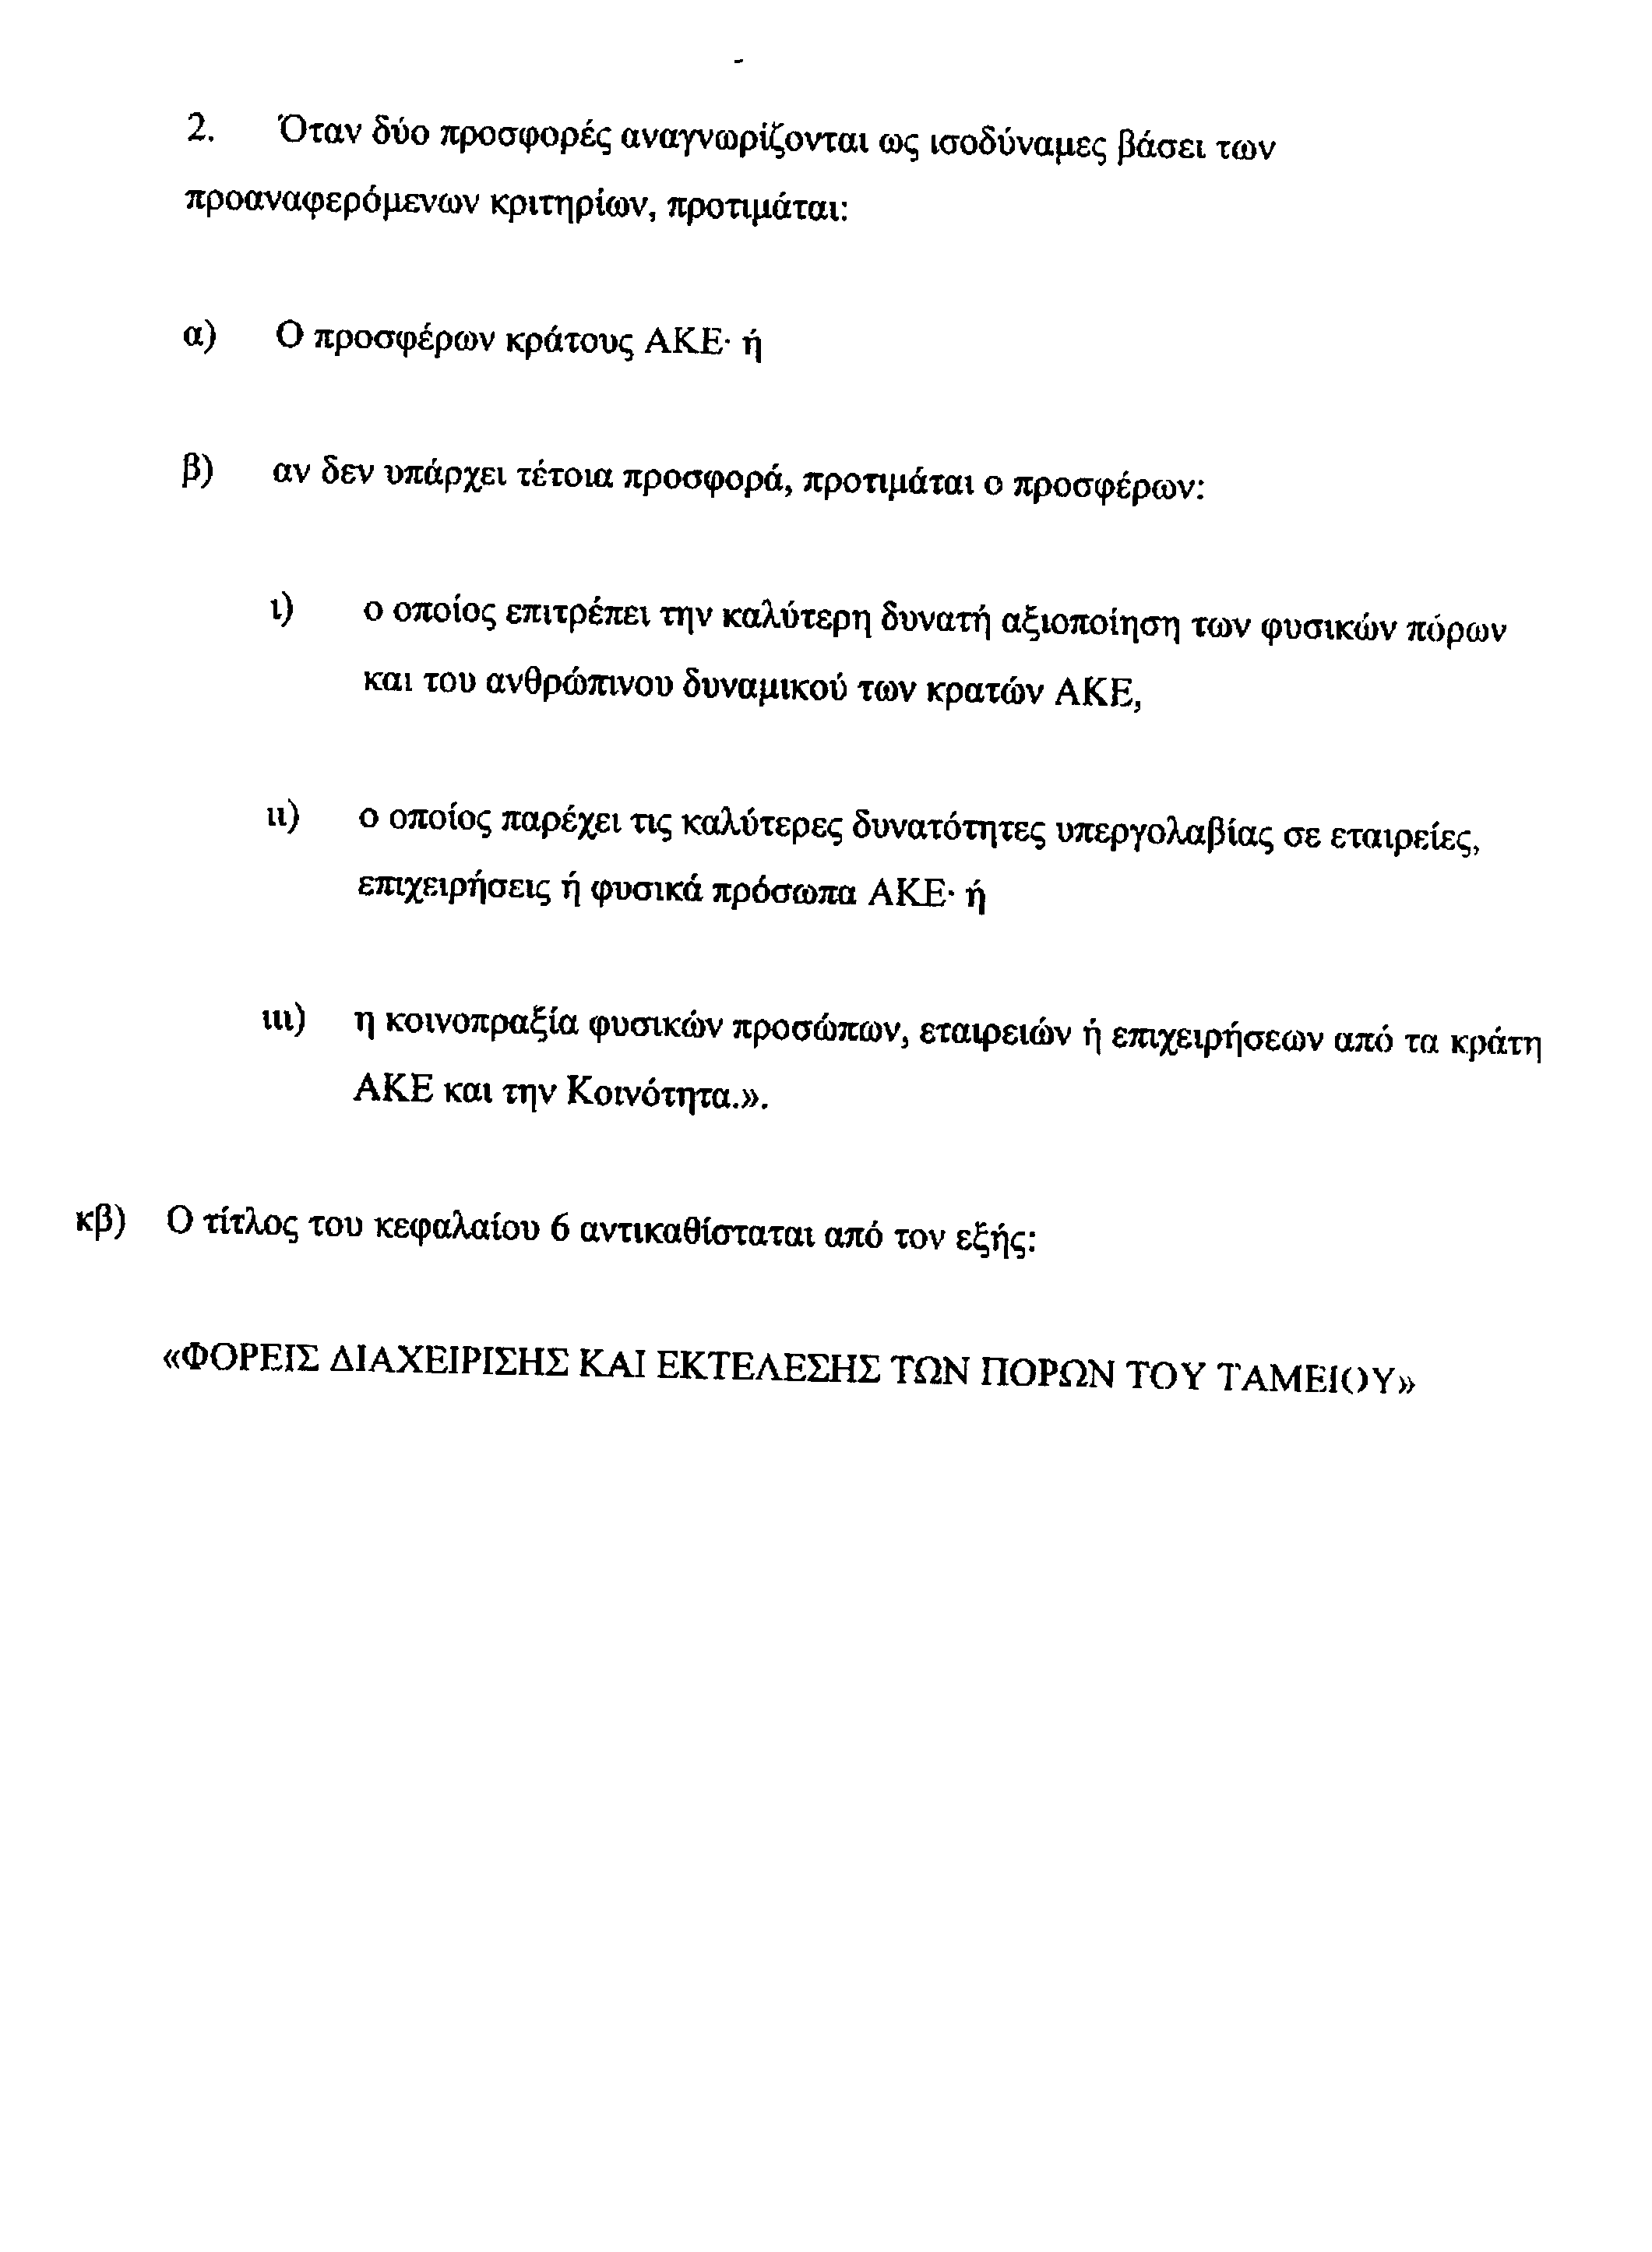 2. Όταν δύο προσφορές αναγνωρίζονται ως ισοδύναμες βάσει των
προαναφερόμενων κριτηρίων, προτιμάται:
α) Ο προσφέρων κράτους ΑΚΕ· ή
β) αν δεν υπάρχει τέτοια προσφορά, προτιμάται ο προσφέρων:
ι) ο οποίος επιτρέπει την καλύτερη δυνατή αξιοποίηση των φυσικών πόρων
και του ανθρώπινου δυναμικού των κρατών ΑΚΕ,
ιι) ο οποίος παρέχει τις καλύτερες δυνατότητες υπεργολαβίας σε εταιρείες,
επιχειρήσεις ή φυσικά πρόσωπα ΑΚΕ· ή
ιιι) η κοινοπραξία φυσικών προσώπων, εταιρειών ή επιχειρήσεων από τα κράτη
ΑΚΕ και την Κοινότητα.».
κβ) Ο τίτλος του κεφαλαίου 6 αντικαθίσταται από τον εξής:
«ΦΟΡΕΙΣ ΔΙΑΧΕΙΡΙΣΗΣ ΚΑΙ ΕΚΤΕΛΕΣΗΣ ΤΩΝ ΠΟΡΩΝ ΤΟΥ ΤΑΜΕΙΟΥ»